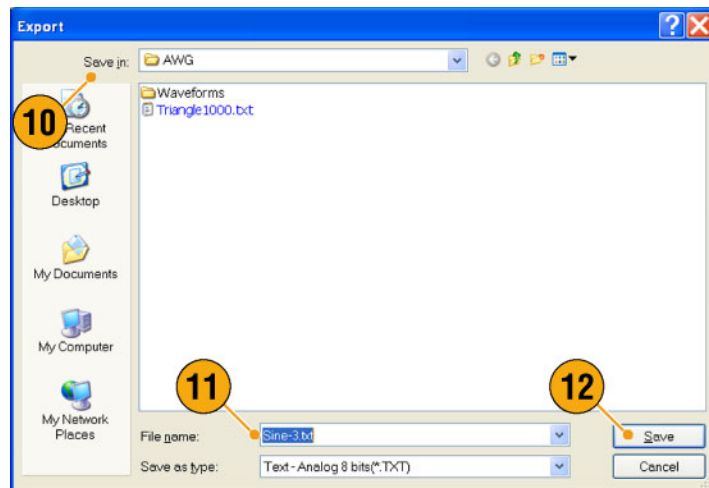 Export
Save in:
AWG
10
Recent
Documents
Waveforms
Triangle1000.txt
Desktop
My Documents
My Computer
My Network
Places
11
12
File name:
Sine-3.txt
Save
Save as type:
Text - Analog 8 bits(*.TXT)
Cancel